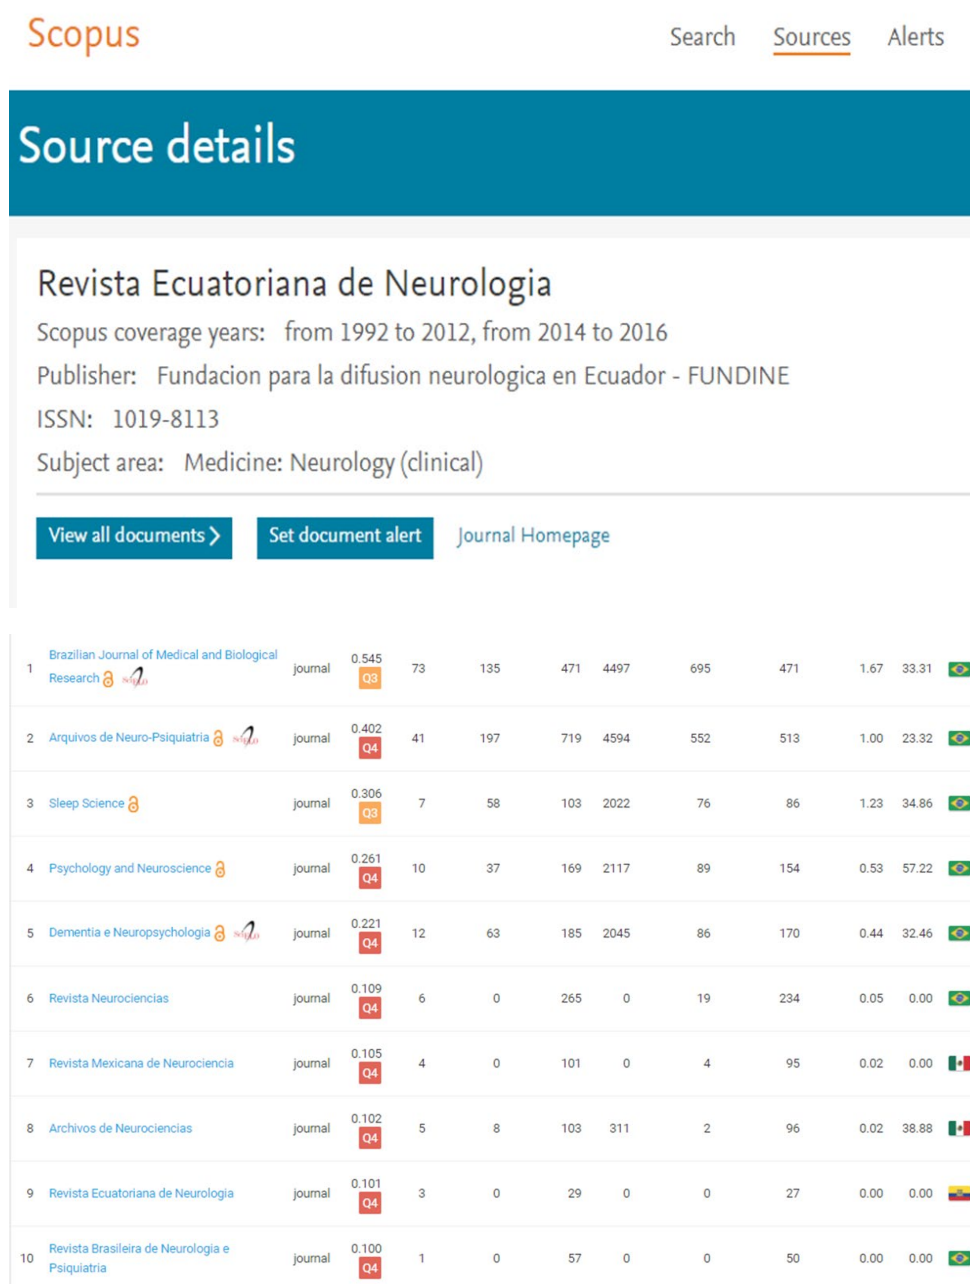 Scopus
Search Sources Alerts
Source details
Revista Ecuatoriana de Neurologia
Scopus coverage years: from 1992 to 2012, from 2014 to 2016
Publisher: Fundacion para la difusion neurologica en Ecuador - FUNDINE
ISSN: 1019-8113
Subject area: Medicine: Neurology (clinical)
View all documents Set document alert Journal Homepage
1 Brazilian Journal of Medical and Biological Research SciELO journal 0.545 Q3 73 135 471 4497 695 471 1.67 33.31
2 Arquivos de Neuro-Psiquiatria SciELO journal 0.402 Q4 41 197 719 4594 552 513 1.00 23.32
3 Sleep Science journal 0.306 Q3 7 58 103 2022 76 86 1.23 34.86
4 Psychology and Neuroscience journal 0.261 Q4 10 37 169 2117 89 154 0.53 57.22
5 Dementia e Neuropsychologia SciELO journal 0.221 Q4 12 63 185 2045 86 170 0.44 32.46
6 Revista Neurociencias journal 0.109 Q4 6 0 265 0 19 234 0.05 0.00
7 Revista Mexicana de Neurociencia journal 0.105 Q4 4 0 101 0 4 95 0.02 0.00
8 Archivos de Neurociencias journal 0.102 Q4 5 8 103 311 2 96 0.02 38.88
9 Revista Ecuatoriana de Neurologia journal 0.101 Q4 3 0 29 0 0 27 0.00 0.00
10 Revista Brasileira de Neurologia e Psiquiatria journal 0.100 Q4 1 0 57 0 0 50 0.00 0.00